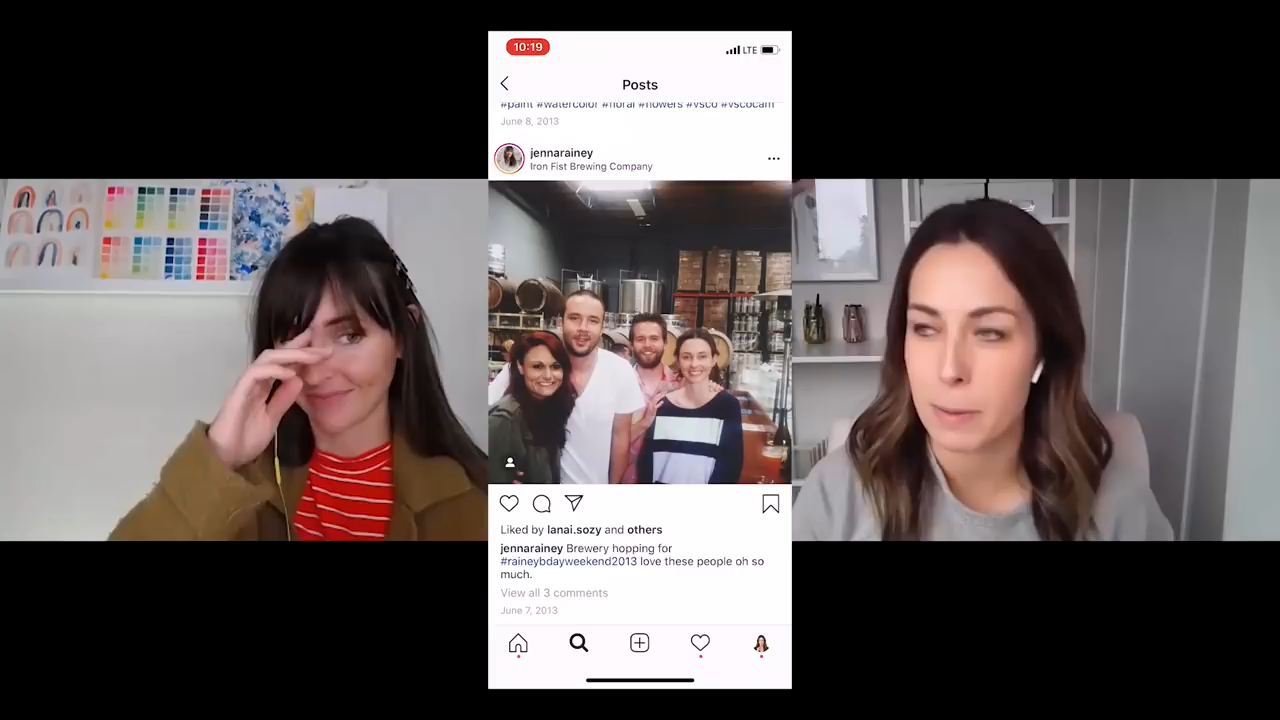 10:19
LTE
Posts
#paint #watercolor #floral #flowers #vsco #vscocam
June 8, 2013
jennarainey
Iron Fist Brewing Company
Liked by lanai.sozy and others
jennarainey Brewery hopping for
#raineybdayweekend2013 love these people oh so
much.
View all 3 comments
June 7, 2013